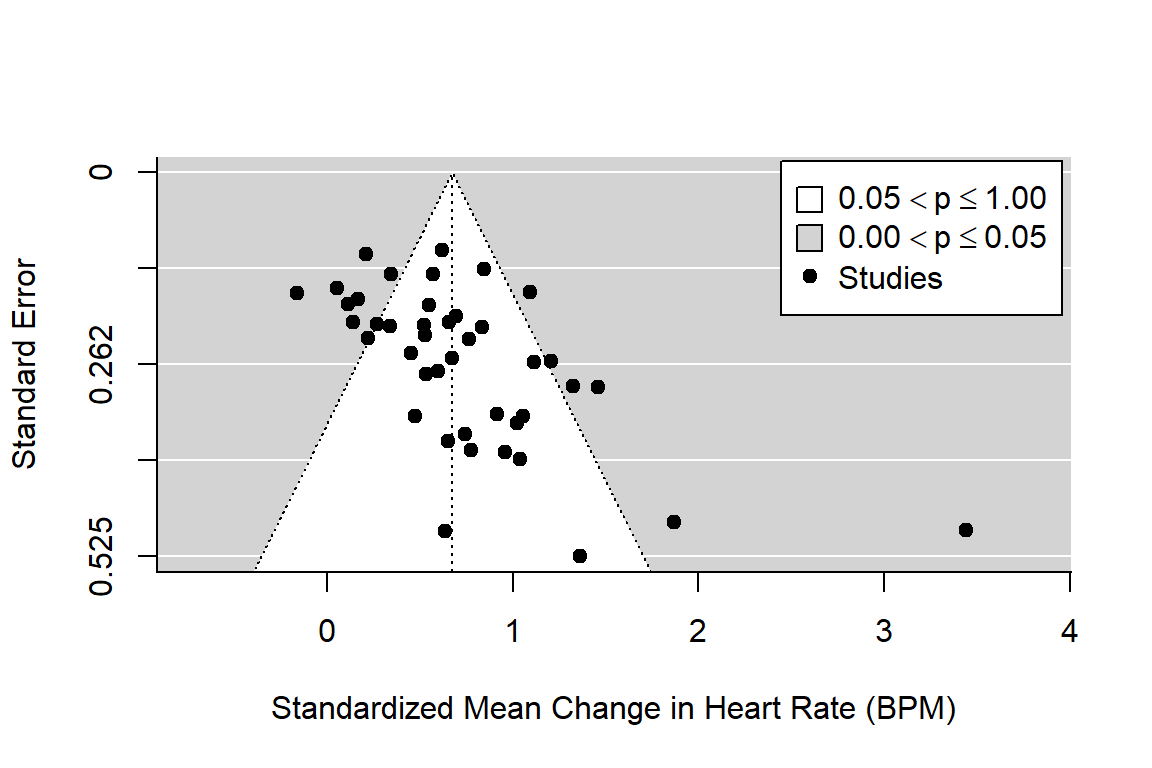 0.05 < p ≤ 1.00
0.00 < p ≤ 0.05
Studies
Standard Error
0
0.262
0.525
0 1 2 3 4
Standardized Mean Change in Heart Rate (BPM)